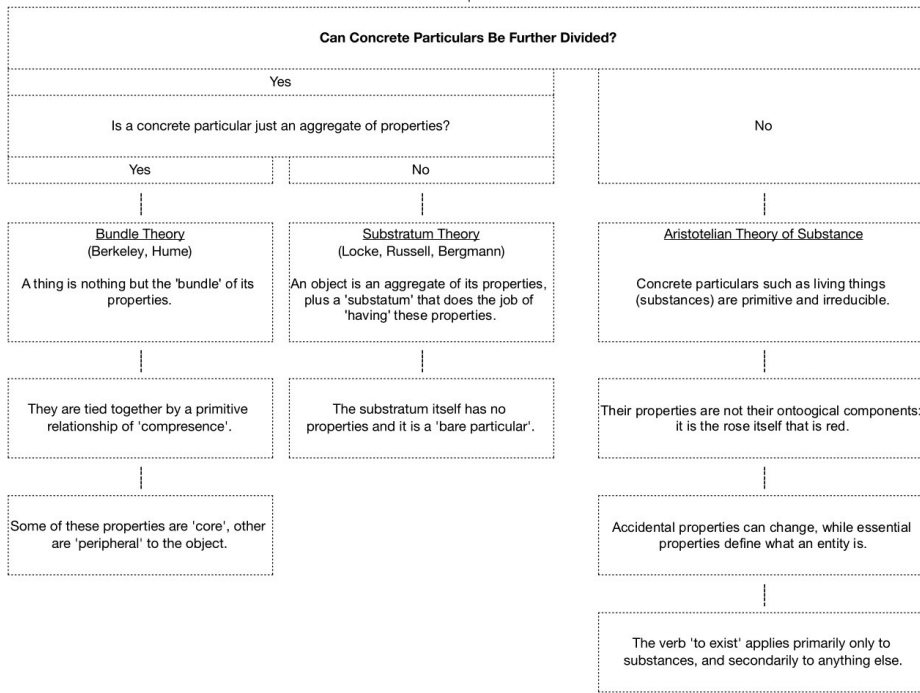 Can Concrete Particulars Be Further Divided?
Yes
Is a concrete particular just an aggregate of properties?
No
Yes
No
Bundle Theory
(Berkeley, Hume)
A thing is nothing but the 'bundle' of its
properties.
Substratum Theory
(Locke, Russell, Bergmann)
An object is an aggregate of its properties,
plus a 'substatum' that does the job of
'having' these properties.
Aristotelian Theory of Substance
Concrete particulars such as living things
(substances) are primitive and irreducible.
They are tied together by a primitive
relationship of 'compresence'.
The substratum itself has no
properties and it is a 'bare particular'.
Their properties are not their ontoogical components:
it is the rose itself that is red.
Some of these properties are 'core', other
are 'peripheral' to the object.
Accidental properties can change, while essential
properties define what an entity is.
The verb 'to exist' applies primarily only to
substances, and secondarily to anything else.